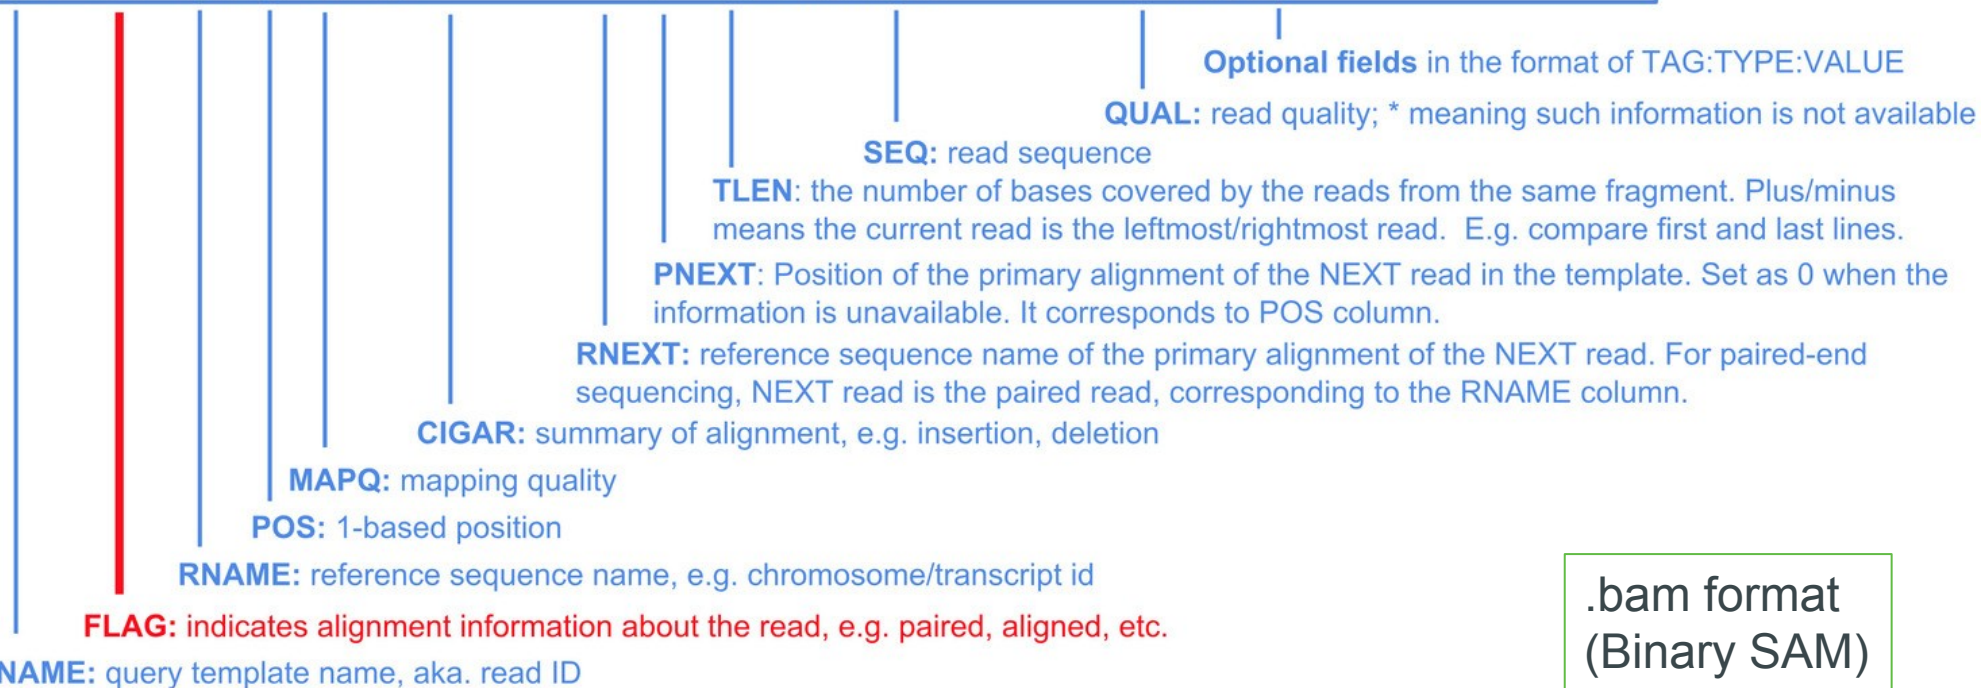 Optional fields in the format of TAG:TYPE:VALUE
QUAL: read quality; * meaning such information is not available
SEQ: read sequence
TLEN: the number of bases covered by the reads from the same fragment. Plus/minus
means the current read is the leftmost/rightmost read. E.g. compare first and last lines.
PNEXT: Position of the primary alignment of the NEXT read in the template. Set as 0 when the
information is unavailable. It corresponds to POS column.
RNEXT: reference sequence name of the primary alignment of the NEXT read. For paired-end
sequencing, NEXT read is the paired read, corresponding to the RNAME column.
CIGAR: summary of alignment, e.g. insertion, deletion
MAPQ: mapping quality
POS: 1-based position
RNAME: reference sequence name, e.g. chromosome/transcript id
FLAG: indicates alignment information about the read, e.g. paired, aligned, etc.
NAME: query template name, aka. read ID
.bam format
(Binary SAM)